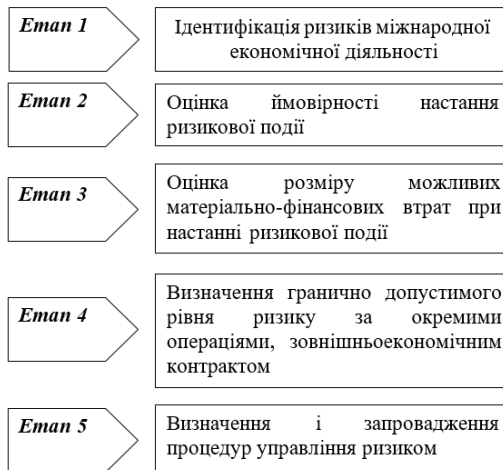 Етап 1
Ідентифікація ризиків міжнародної
економічної діяльності
Етап 2
Оцінка ймовірності настання
ризикової події
Етап 3
Оцінка розміру можливих
матеріально-фінансових втрат при
настанні ризикової події
Етап 4
Визначення гранично допустимого
рівня ризику за окремими
операціями, зовнішньоекономічним
контрактом
Етап 5
Визначення і запровадження
процедур управління ризиком